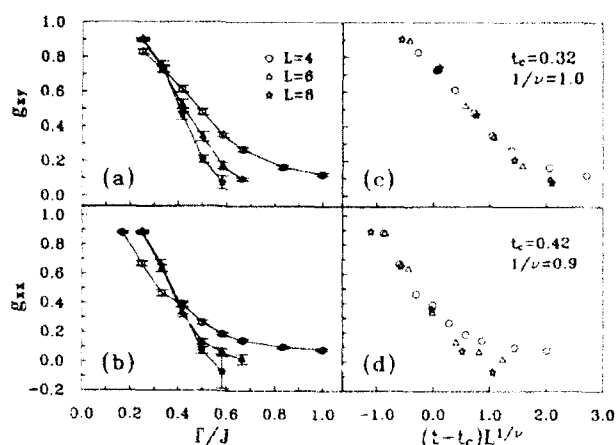 1.0
0.8
0.6
0.4
0.2
0.0
g_xy
(a)
L=4
L=6
L=8
t_c=0.32
1/ν=1.0
(c)
1.0
0.8
0.6
0.4
0.2
0.0
-0.2
g_xx
(b)
t_c=0.42
1/ν=0.9
(d)
0.0 0.2 0.4 0.6 0.8 1.0
Γ/J
-1.0 0.0 1.0 2.0 3.0
(t-t_c)L^1/ν